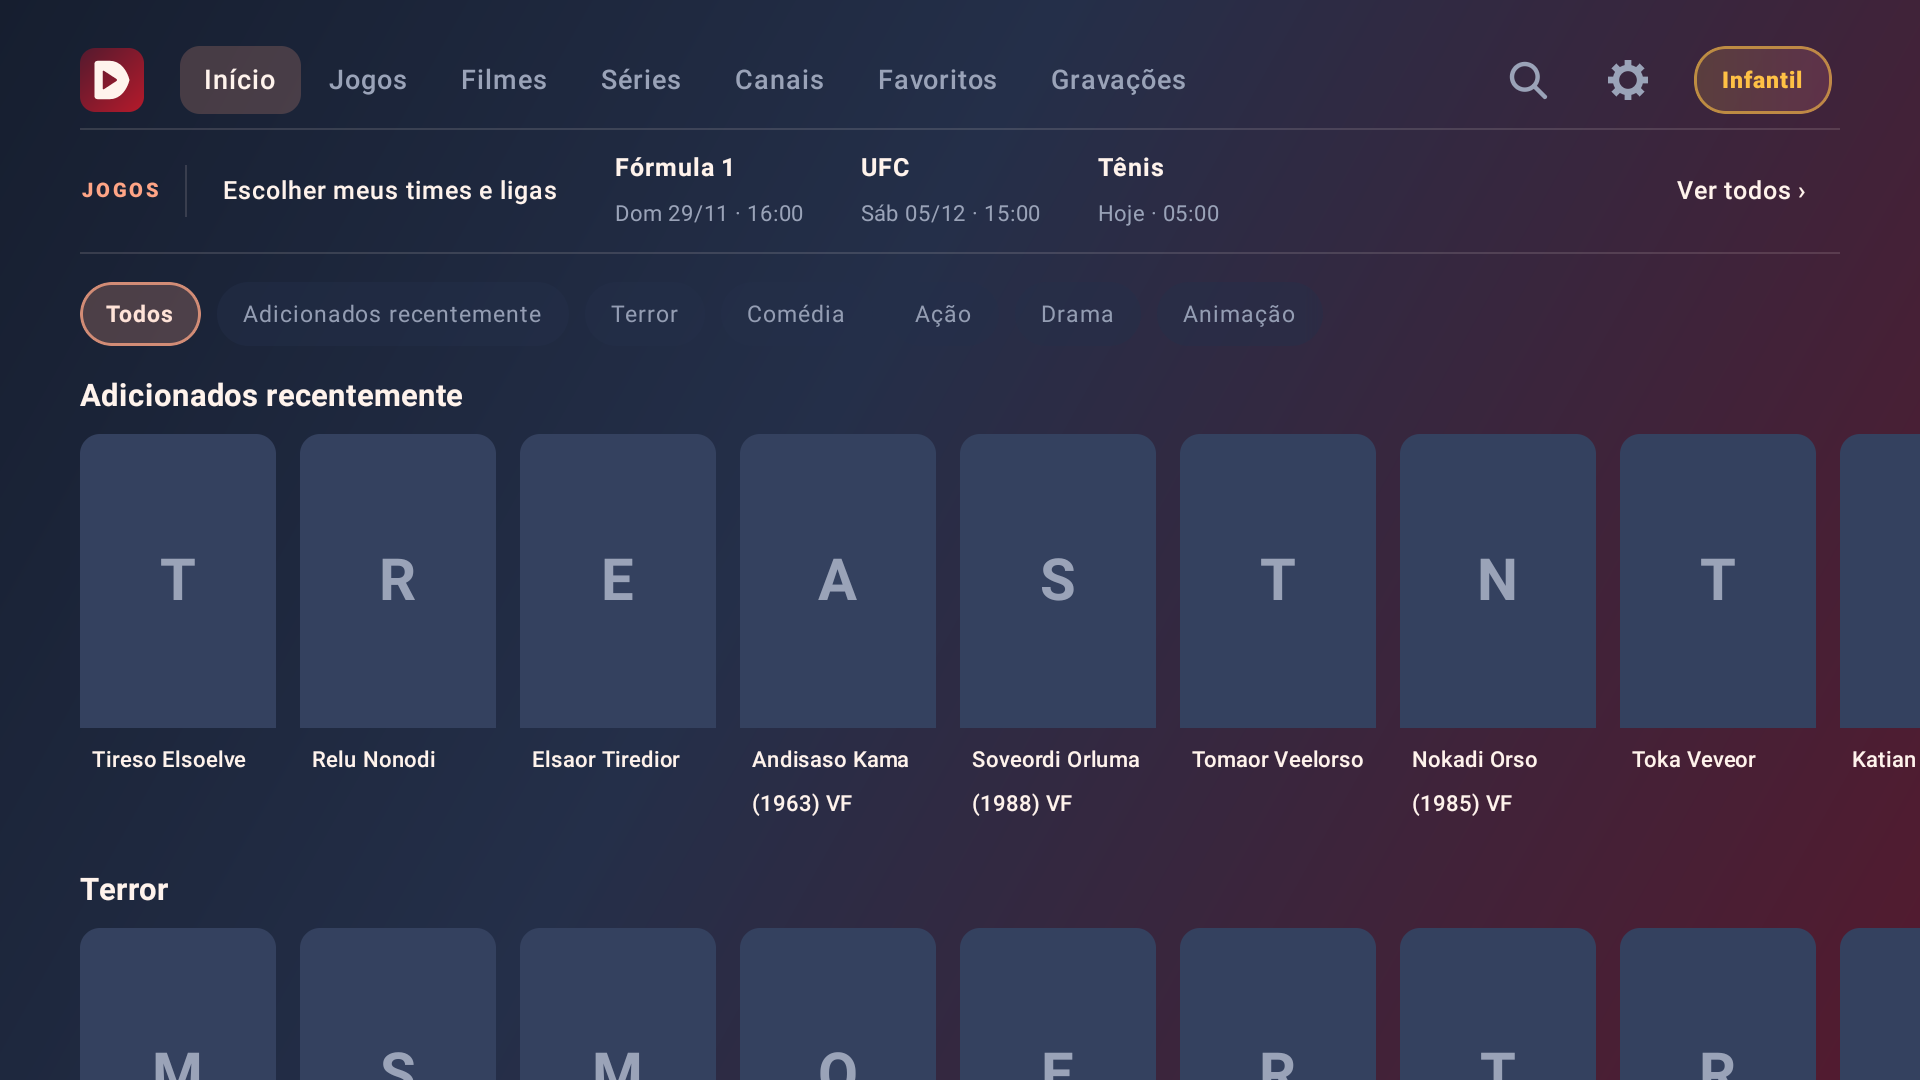 Início
Jogos
Filmes
Séries
Canais
Favoritos
Gravações
Infantil
JOGOS
Escolher meus times e ligas
Fórmula 1
Dom 29/11 · 16:00
UFC
Sáb 05/12 · 15:00
Tênis
Hoje · 05:00
Ver todos ›
Todos
Adicionados recentemente
Terror
Comédia
Ação
Drama
Animação
Adicionados recentemente
T
R
E
A
S
T
N
T
Tireso Elsoelve
Relu Nonodi
Elsaor Tiredior
Andisaso Kama
(1963) VF
Soveordi Orluma
(1988) VF
Tomaor Veelorso
Nokadi Orso
(1985) VF
Toka Veveor
Katian
Terror
M
S
M
R
T
R